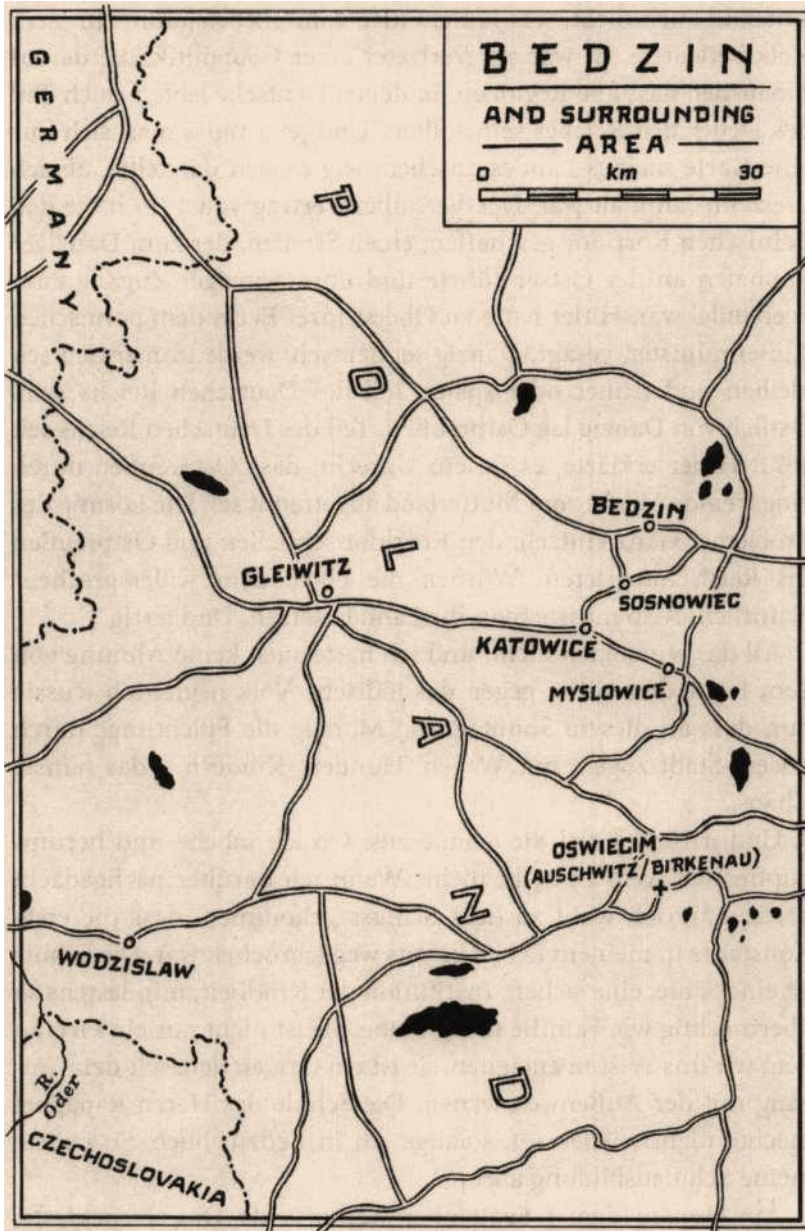 BEDZIN
AND SURROUNDING
AREA
0 km 30
GERMANY
POLAND
BEDZIN
GLEIWITZ
SOSNOWIEC
KATOWICE
MYSLOWICE
OSWIECIM
(AUSCHWITZ/BIRKENAU)
WODZISLAW
R. Oder
CZECHOSLOVAKIA